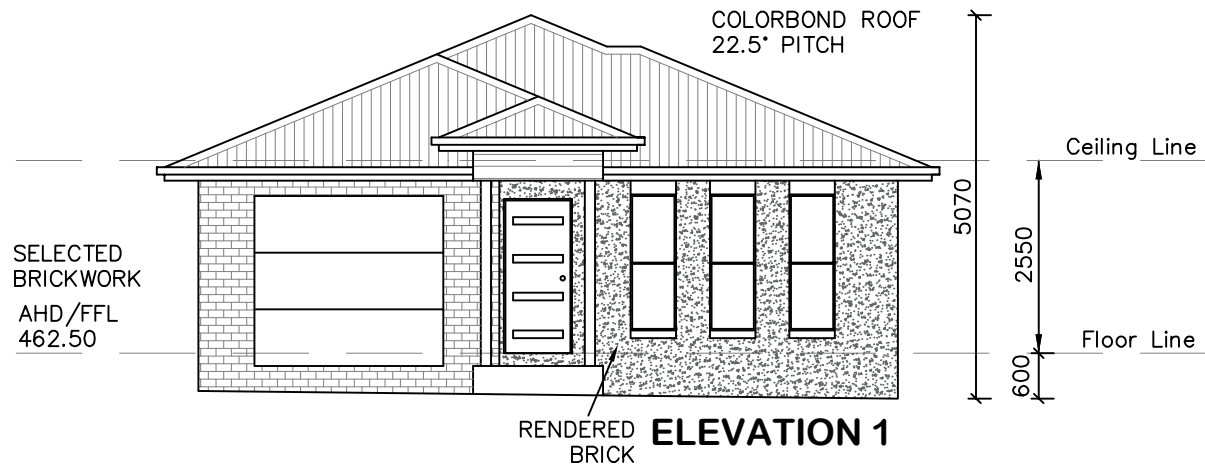 COLORBOND ROOF
22.5° PITCH
Ceiling Line
5070
2550
SELECTED
BRICKWORK
AHD/FFL
462.50
Floor Line
600
RENDERED
BRICK
ELEVATION 1